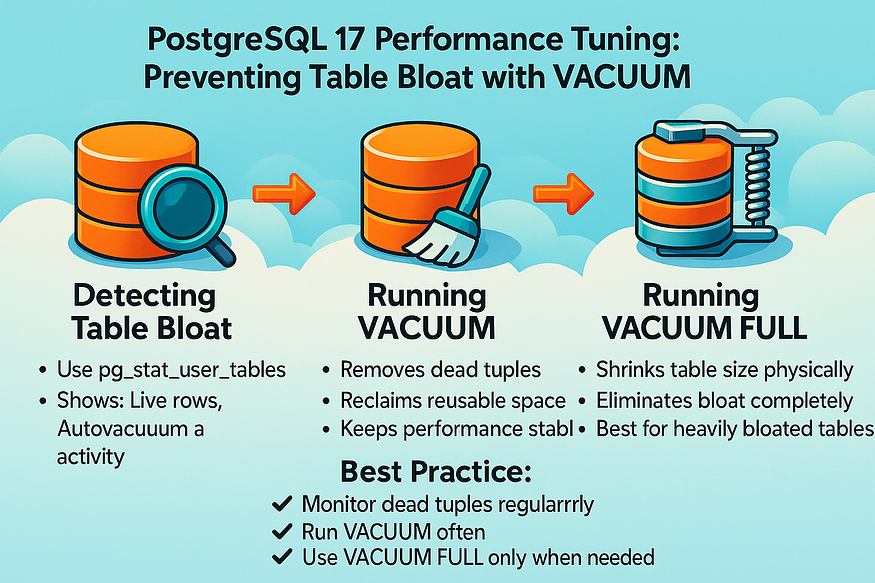 PostgreSQL 17 Performance Tuning:
Preventing Table Bloat with VACUUM
Detecting
Table Bloat
• Use pg_stat_user_tables
• Shows: Live rows,
Autovacuuum a
activity
Running
VACUUM
• Removes dead tuples
• Reclaims reusable space
• Keeps performance stabl
Running
VACUUM FULL
• Shrinks table size physically
• Eliminates bloat completely
• Best for heavily bloated tables
Best Practice:
✓ Monitor dead tuples regularrrly
✓ Run VACUUM often
✓ Use VACUUM FULL only when needed